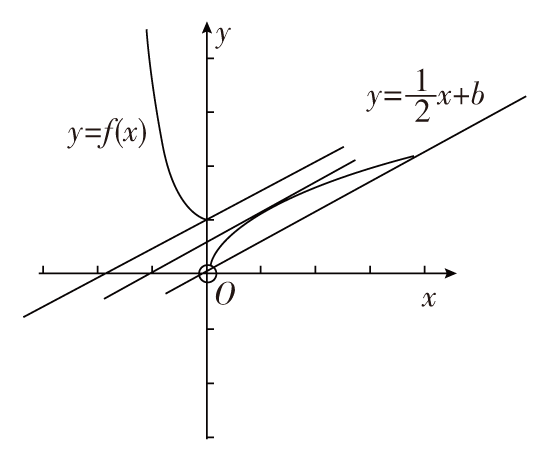 y
y=1/2x+b
y=f(x)
O
x